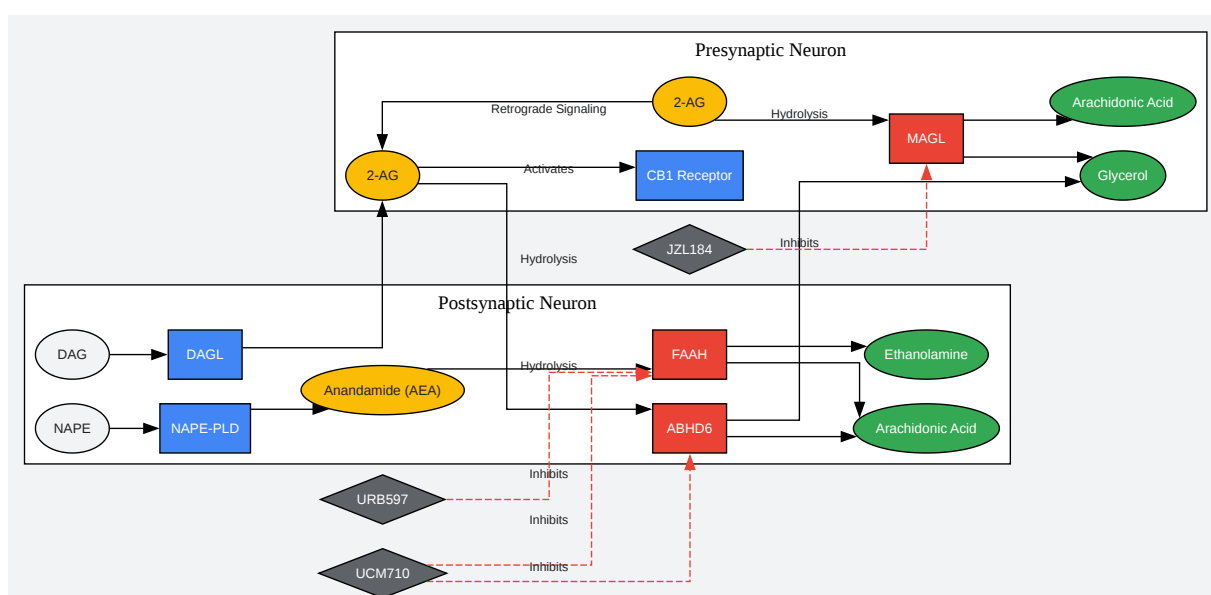 Presynaptic Neuron
2-AG
Arachidonic Acid
Retrograde Signaling
Hydrolysis
MAGL
2-AG
Activates
CB1 Receptor
Glycerol
JZL184
Inhibits
Hydrolysis
Postsynaptic Neuron
DAG
DAGL
FAAH
Ethanolamine
Hydrolysis
Anandamide (AEA)
NAPE
NAPE-PLD
ABHD6
Arachidonic Acid
Inhibits
URB597
Inhibits
Inhibits
UCM710